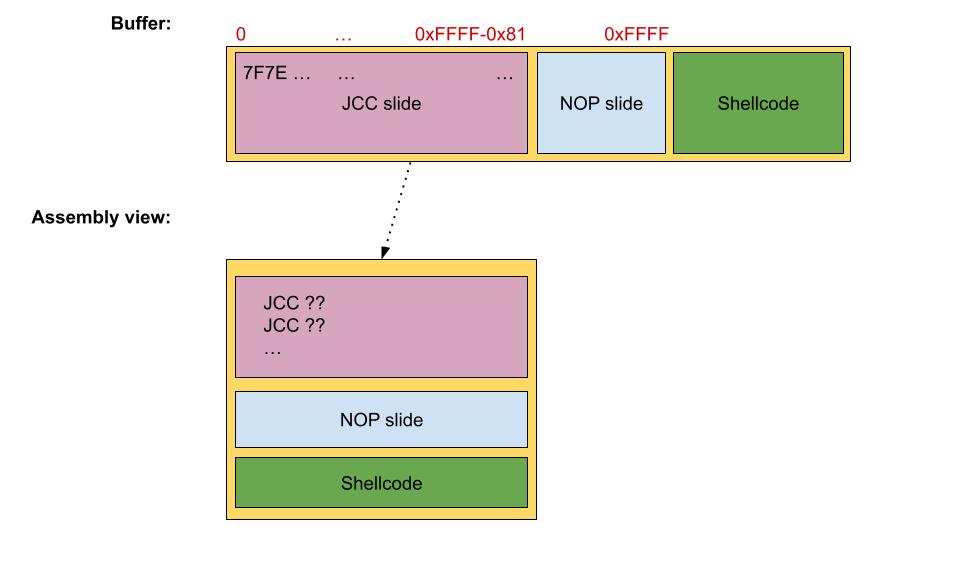 Buffer:
0 … 0xFFFF-0x81 0xFFFF
7F7E … … …
JCC slide NOP slide Shellcode
Assembly view:
JCC ??
JCC ??
…
NOP slide
Shellcode